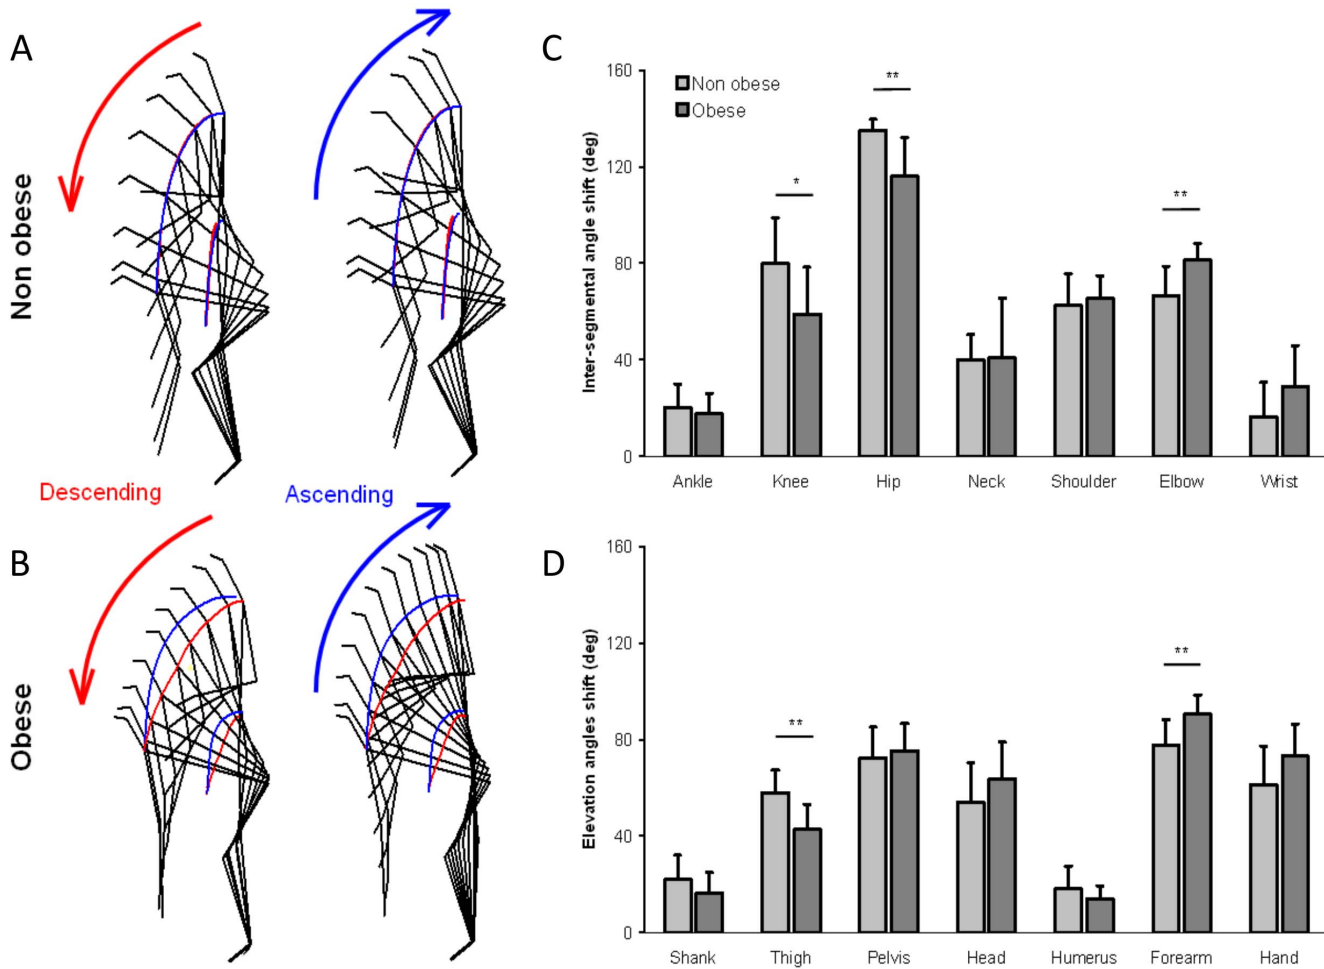 A
Non obese
Descending
Ascending
B
Obese
C
Inter-segmental angle shift (deg)
160
120
80
40
0
Non obese
Obese
*
**
**
Ankle Knee Hip Neck Shoulder Elbow Wrist
D
Elevation angles shift (deg)
160
120
80
40
0
**
**
Shank Thigh Pelvis Head Humerus Forearm Hand